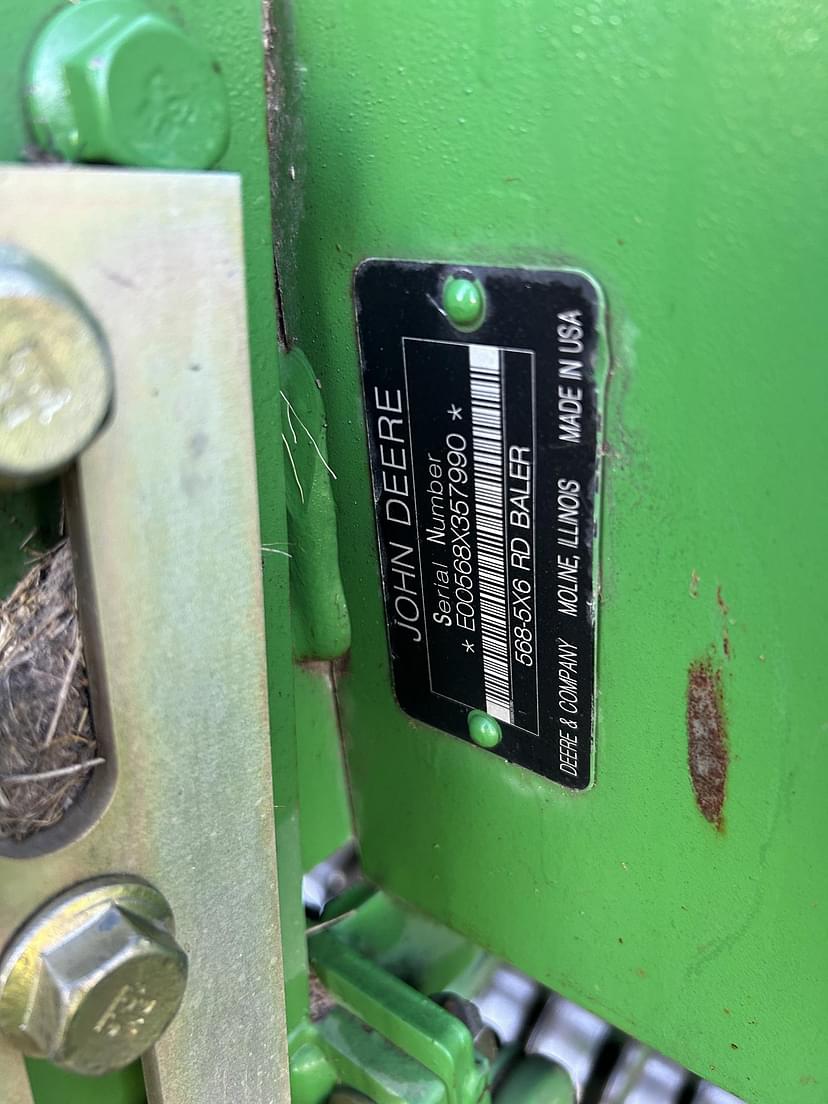 JOHN DEERE
Serial Number
* E00568X357990 *
568-5X6 RD BALER
DEERE & COMPANY MOLINE, ILLINOIS MADE IN USA